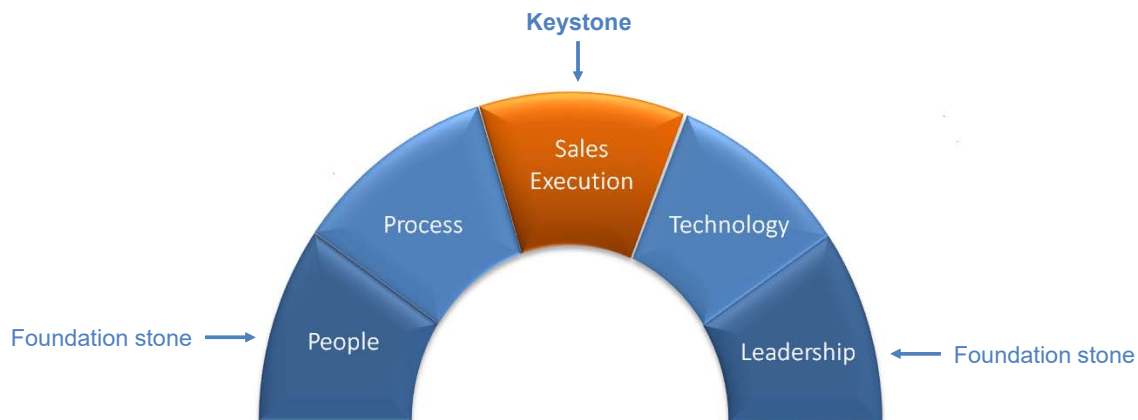 Keystone
Sales
Execution
Process
Technology
Foundation stone
People
Leadership
Foundation stone